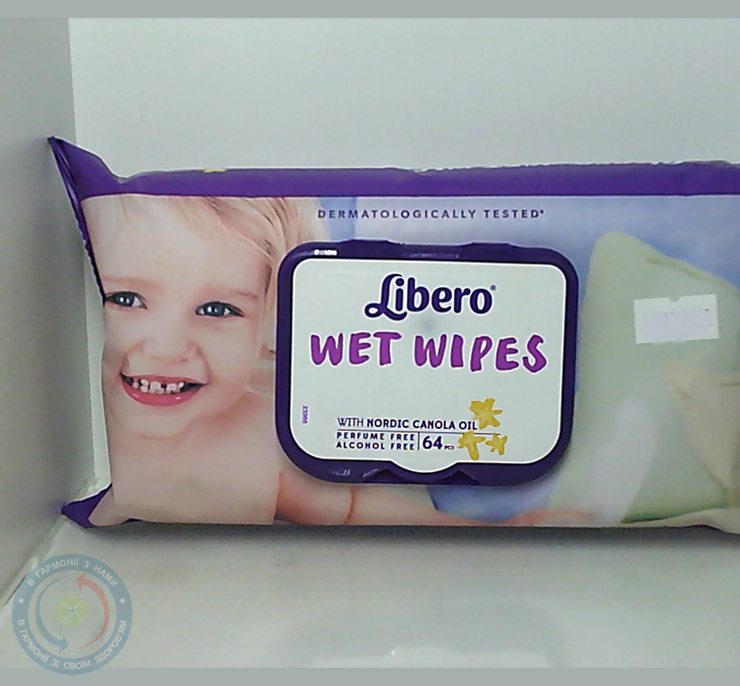 DERMATOLOGICALLY TESTED*
Libero®
WET WIPES
WITH NORDIC CANOLA OIL
PERFUME FREE
ALCOHOL FREE
64 PCS
В ГАРМОНІЇ З НАМИ
В ГАРМОНІЇ ЗІ СВОЇМ ЗДОРОВ'ЯМ